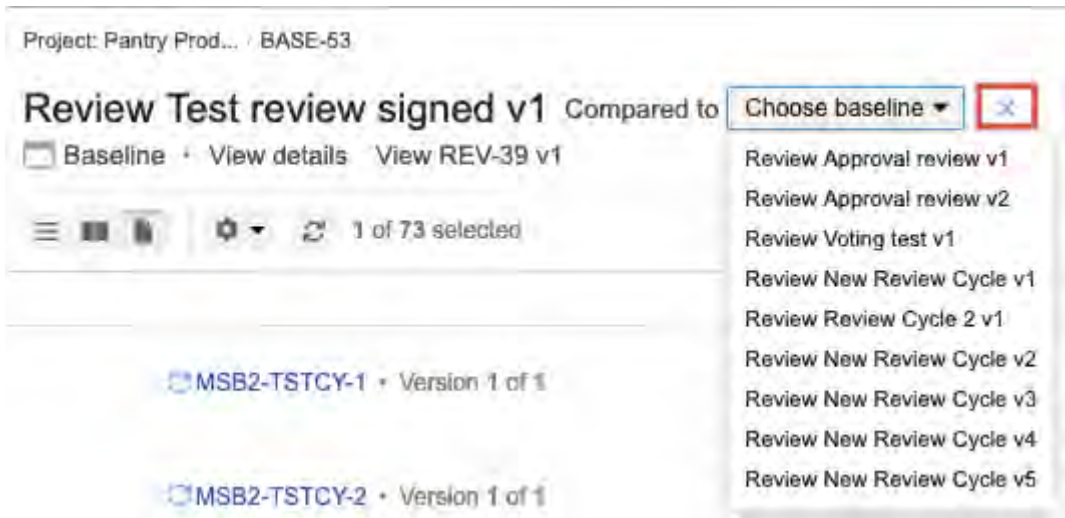 Project: Pantry Prod... / BASE-53
Review Test review signed v1 Compared to Choose baseline
Baseline · View details View REV-39 v1
1 of 73 selected
Review Approval review v1
Review Approval review v2
Review Voting test v1
Review New Review Cycle v1
Review Review Cycle 2 v1
Review New Review Cycle v2
Review New Review Cycle v3
Review New Review Cycle v4
Review New Review Cycle v5
MSB2-TSTCY-1 • Version 1 of 1
MSB2-TSTCY-2 • Version 1 of 1